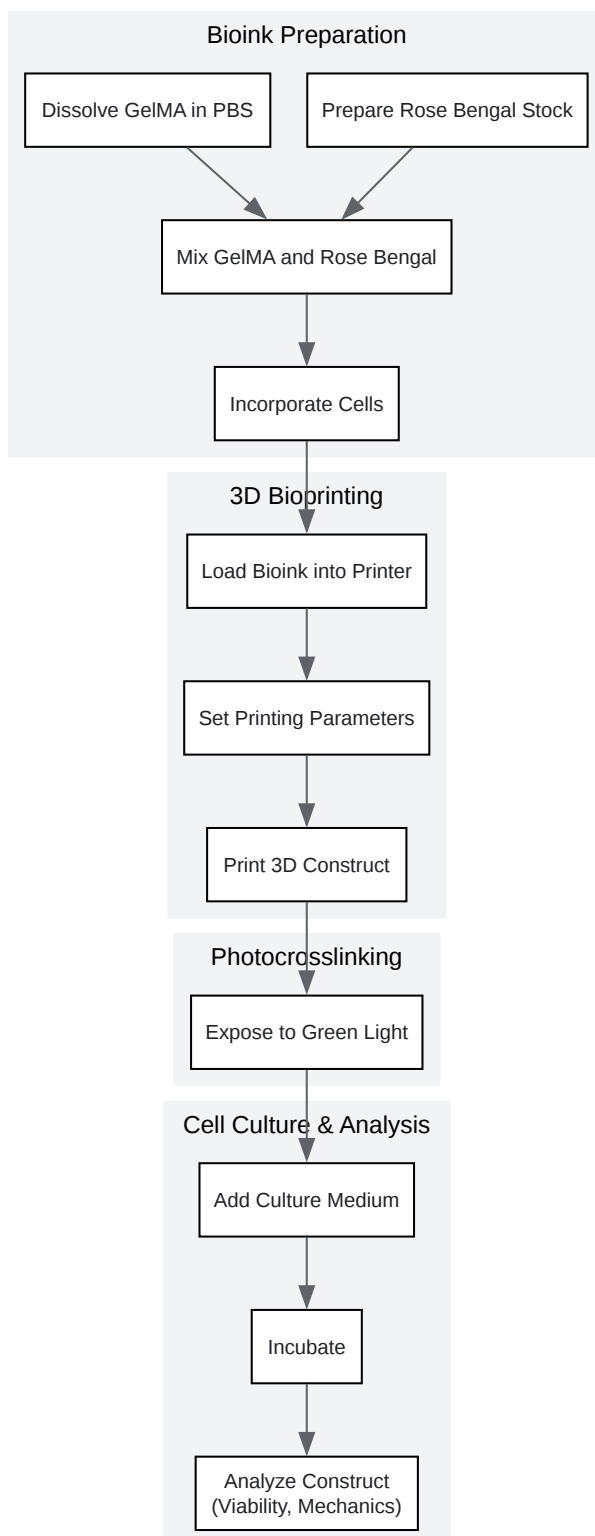 Bioink Preparation
Dissolve GelMA in PBS
Prepare Rose Bengal Stock
Mix GelMA and Rose Bengal
Incorporate Cells
3D Bioprinting
Load Bioink into Printer
Set Printing Parameters
Print 3D Construct
Photocrosslinking
Expose to Green Light
Cell Culture & Analysis
Add Culture Medium
Incubate
Analyze Construct
(Viability, Mechanics)